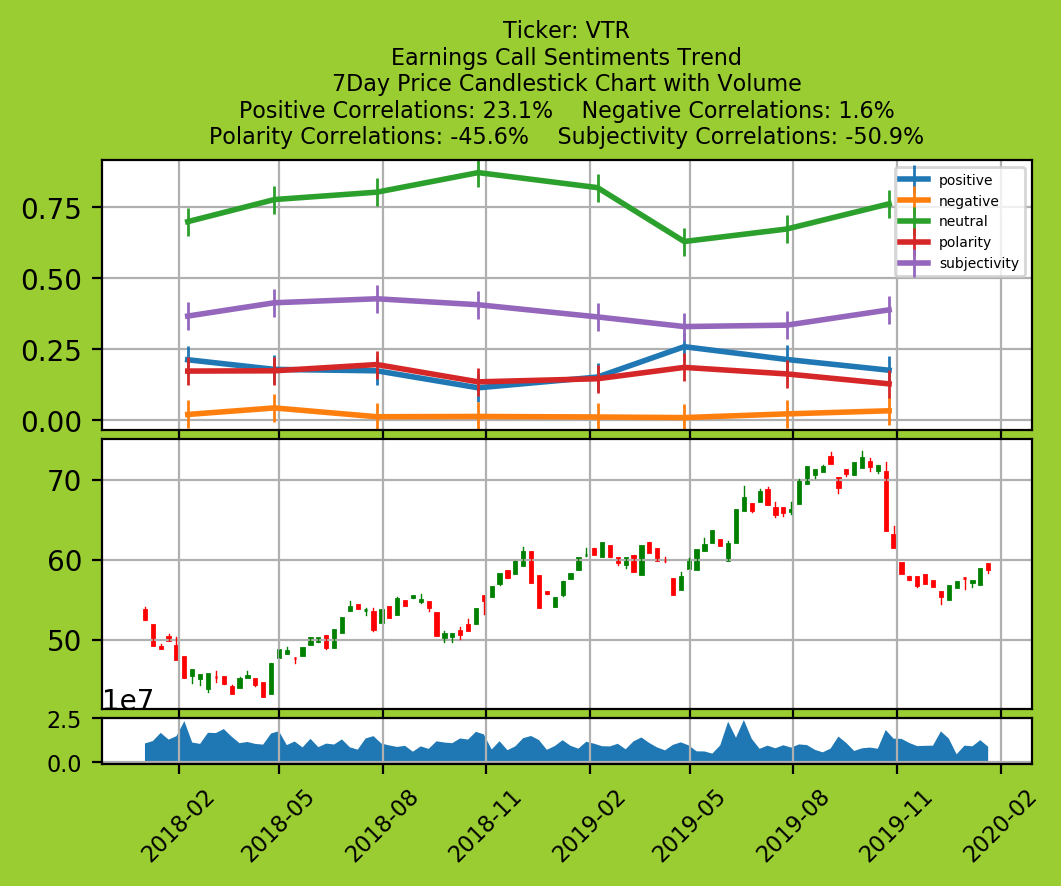 Ticker: VTR
Earnings Call Sentiments Trend
7Day Price Candlestick Chart with Volume
Positive Correlations: 23.1%    Negative Correlations: 1.6%
Polarity Correlations: -45.6%    Subjectivity Correlations: -50.9%
positive
negative
neutral
polarity
subjectivity
0.75
0.50
0.25
0.00
70
60
50
1e7
2.5
0.0
2018-02
2018-05
2018-08
2018-11
2019-02
2019-05
2019-08
2019-11
2020-02